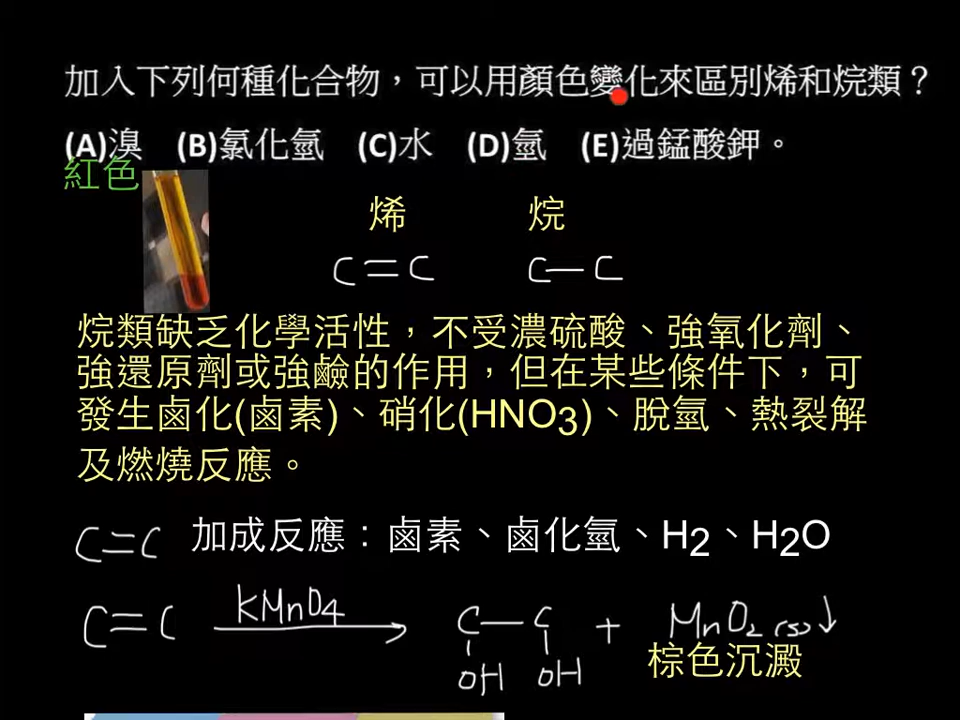 加入下列何種化合物，可以用顏色變化來區別烯和烷類？
(A)溴 (B)氯化氫 (C)水 (D)氫 (E)過錳酸鉀。
紅色
烯 烷
C=C C—C
烷類缺乏化學活性，不受濃硫酸、強氧化劑、
強還原劑或強鹼的作用，但在某些條件下，可
發生鹵化(鹵素)、硝化(HNO3)、脫氫、熱裂解
及燃燒反應。
C=C 加成反應：鹵素、鹵化氫、H2、H2O
C=C KMnO4 → C—C + MnO2(s)↓
OH OH
棕色沉澱